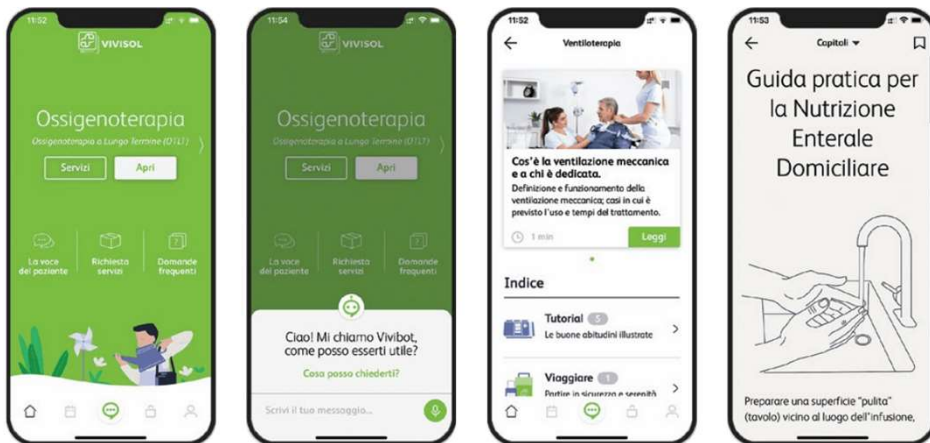 11:52
VIVISOL
Ossigenoterapia
Ossigenoterapia a Lungo Termine (OTLT)
Servizi
Apri
La voce
del paziente
Richiesta
servizi
Domande
frequenti
11:54
VIVISOL
Ossigenoterapia
Ossigenoterapia a Lungo Termine (OTLT)
Servizi
Apri
La voce
del paziente
Richiesta
servizi
Domande
frequenti
Ciao! Mi chiamo Vivibot,
come posso esserti utile?
Cosa posso chiederti?
Scrivi il tuo messaggio...
11:52
Ventiloterapia
Cos'è la ventilazione meccanica
e a chi è dedicata.
Definizione e funzionamento della
ventilazione meccanica; casi in cui è
previsto l'uso e tempi del trattamento.
1 min
Leggi
Indice
Tutorial 5
Le buone abitudini illustrate
Viaggiare 1
Partire in sicurezza e serenità
11:53
Capitoli
Guida pratica per
la Nutrizione
Enterale
Domiciliare
Preparare una superficie "pulita"
(tavolo) vicino al luogo dell'infusione,